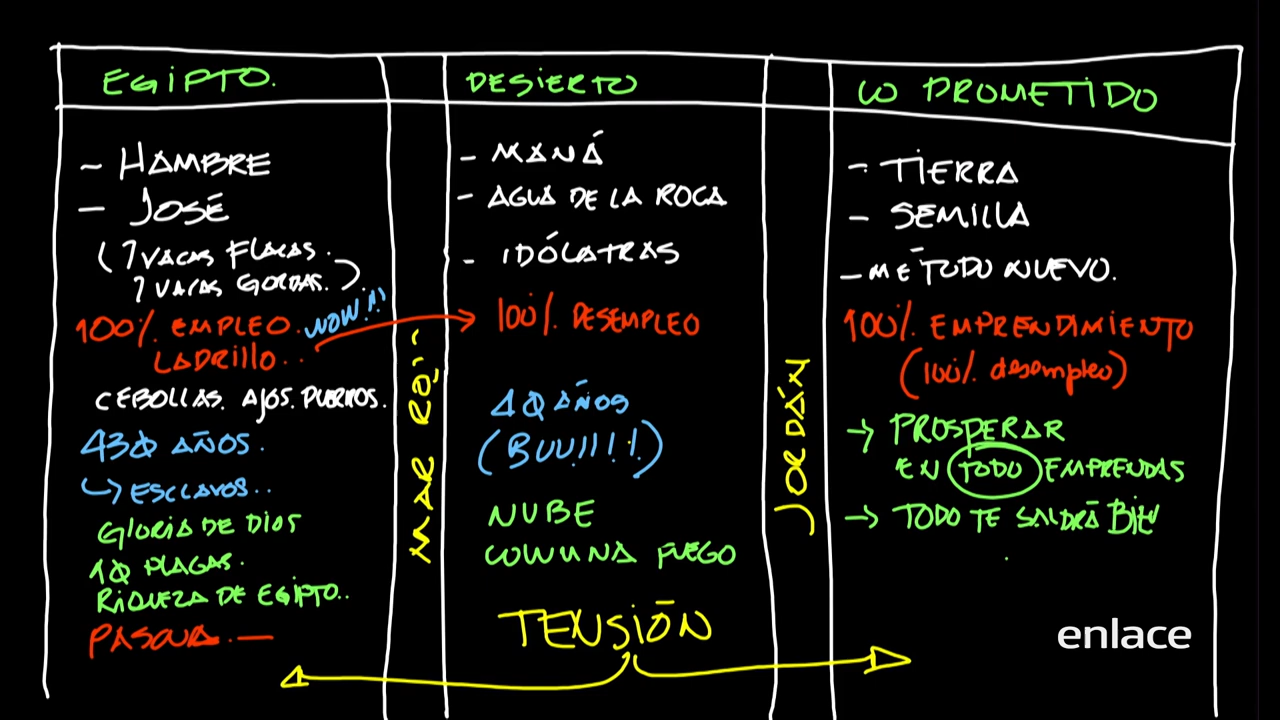 EGIPTO.
- HAMBRE
- JOSÉ
(7 VACAS FLACAS.
7 VACAS GORDAS.)
100% EMPLEO. WOW!!!
LADRILLO..
CEBOLLAS. AJOS. PUERROS.
430 AÑOS.
↳ ESCLAVOS..
GLORIA DE DIOS
10 PLAGAS.
RIQUEZA DE EGIPTO..
PASCUA. —
MAR ROJO
DESIERTO
- MANÁ
- AGUA DE LA ROCA
- IDÓLATRAS
100% DESEMPLEO
40 AÑOS
(BUU!!!!)
NUBE
COLUMNA FUEGO
TENSIÓN
JORDÁN
LO PROMETIDO
- TIERRA
- SEMILLA
- MÉTODO NUEVO.
100% EMPRENDIMIENTO
(100% desempleo)
→ PROSPERAR
EN TODO EMPRENDAS
→ TODO TE SALDRÁ BIEN
enlace